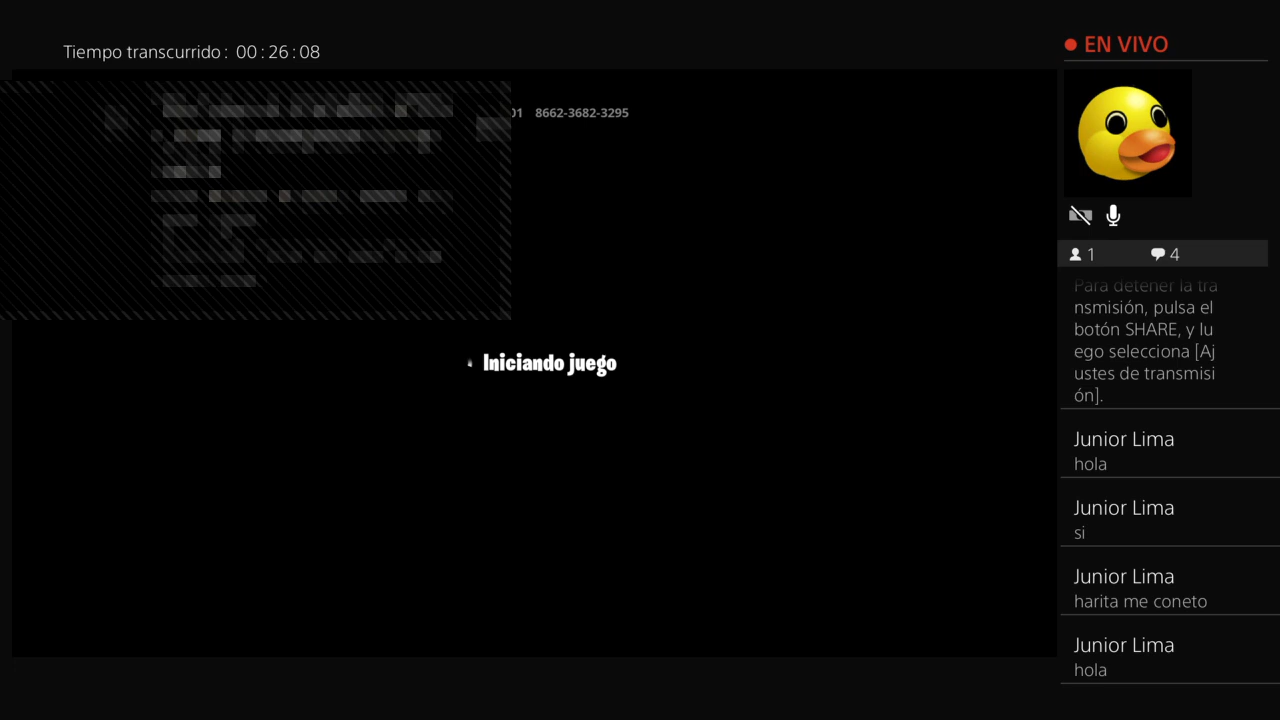 Tiempo transcurrido : 00 : 26 : 08
8662-3682-3295
Iniciando juego
EN VIVO
1 4
Para detener la tra
nsmisión, pulsa el
botón SHARE, y lu
ego selecciona [Aj
ustes de transmisi
ón].
Junior Lima
hola
Junior Lima
si
Junior Lima
harita me coneto
Junior Lima
hola